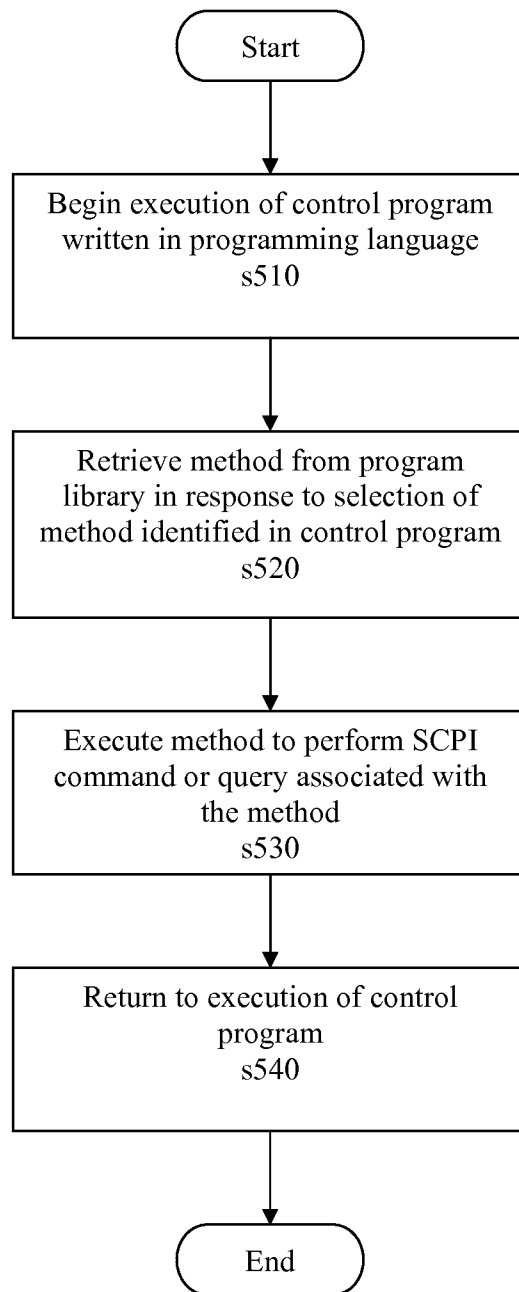 Start
Begin execution of control program
written in programming language
s510
Retrieve method from program
library in response to selection of
method identified in control program
s520
Execute method to perform SCPI
command or query associated with
the method
s530
Return to execution of control
program
s540
End